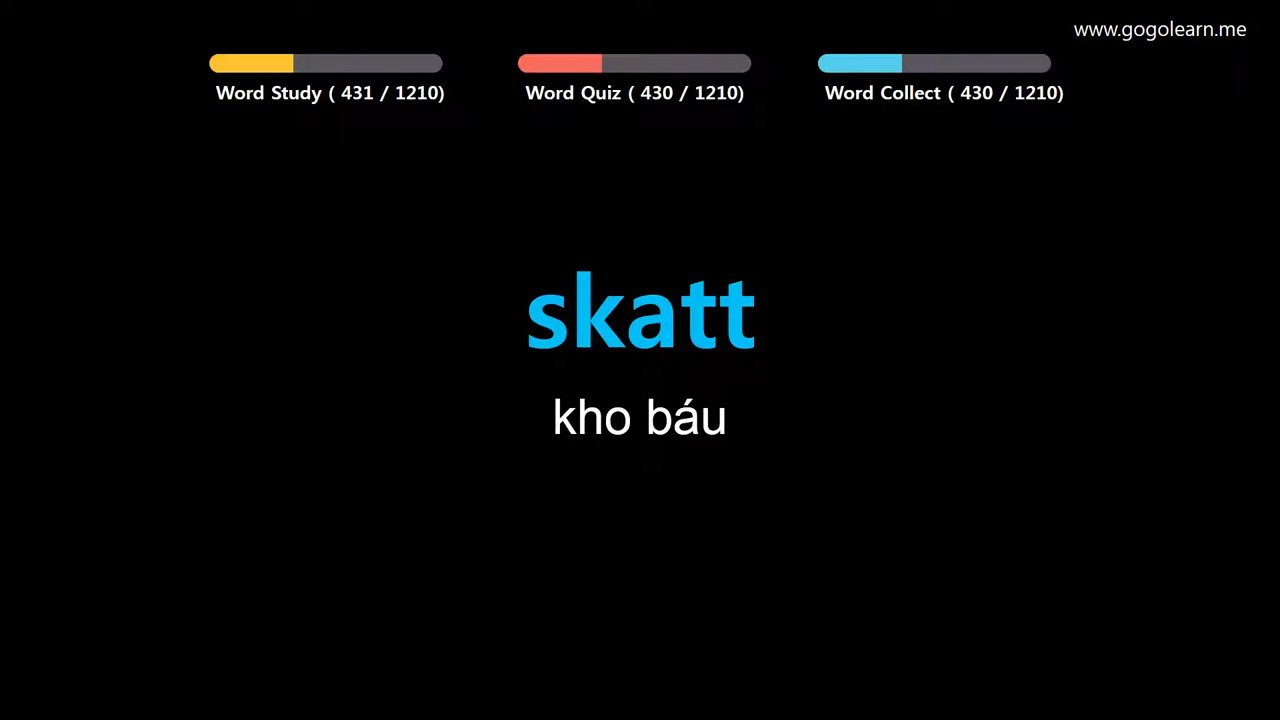 www.gogolearn.me
Word Study ( 431 / 1210)
Word Quiz ( 430 / 1210)
Word Collect ( 430 / 1210)
skatt
kho báu